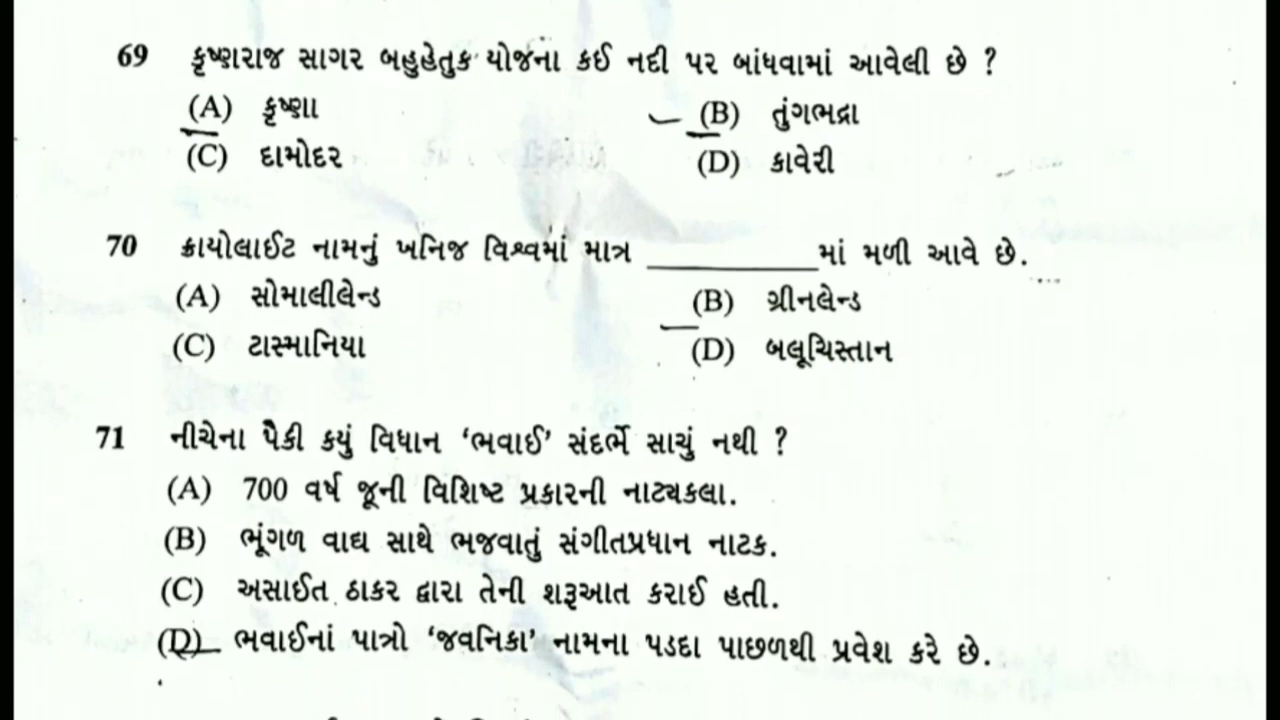 69 કૃષ્ણરાજ સાગર બહુહેતુક યોજના કઈ નદી પર બાંધવામાં આવેલી છે ?
(A) કૃષ્ણા (B) તુંગભદ્રા
(C) દામોદર (D) કાવેરી
70 ક્રાયોલાઈટ નામનું ખનિજ વિશ્વમાં માત્ર __________ માં મળી આવે છે.
(A) સોમાલીલેન્ડ (B) ગ્રીનલેન્ડ
(C) ટાસ્માનિયા (D) બલૂચિસ્તાન
71 નીચેના પૈકી કયું વિધાન ‘ભવાઈ’ સંદર્ભે સાચું નથી ?
(A) 700 વર્ષ જૂની વિશિષ્ટ પ્રકારની નાટ્યકલા.
(B) ભૂંગળ વાદ્ય સાથે ભજવાતું સંગીતપ્રધાન નાટક.
(C) અસાઈત ઠાકર દ્વારા તેની શરૂઆત કરાઈ હતી.
(D) ભવાઈનાં પાત્રો ‘જવનિકા’ નામના પડદા પાછળથી પ્રવેશ કરે છે.